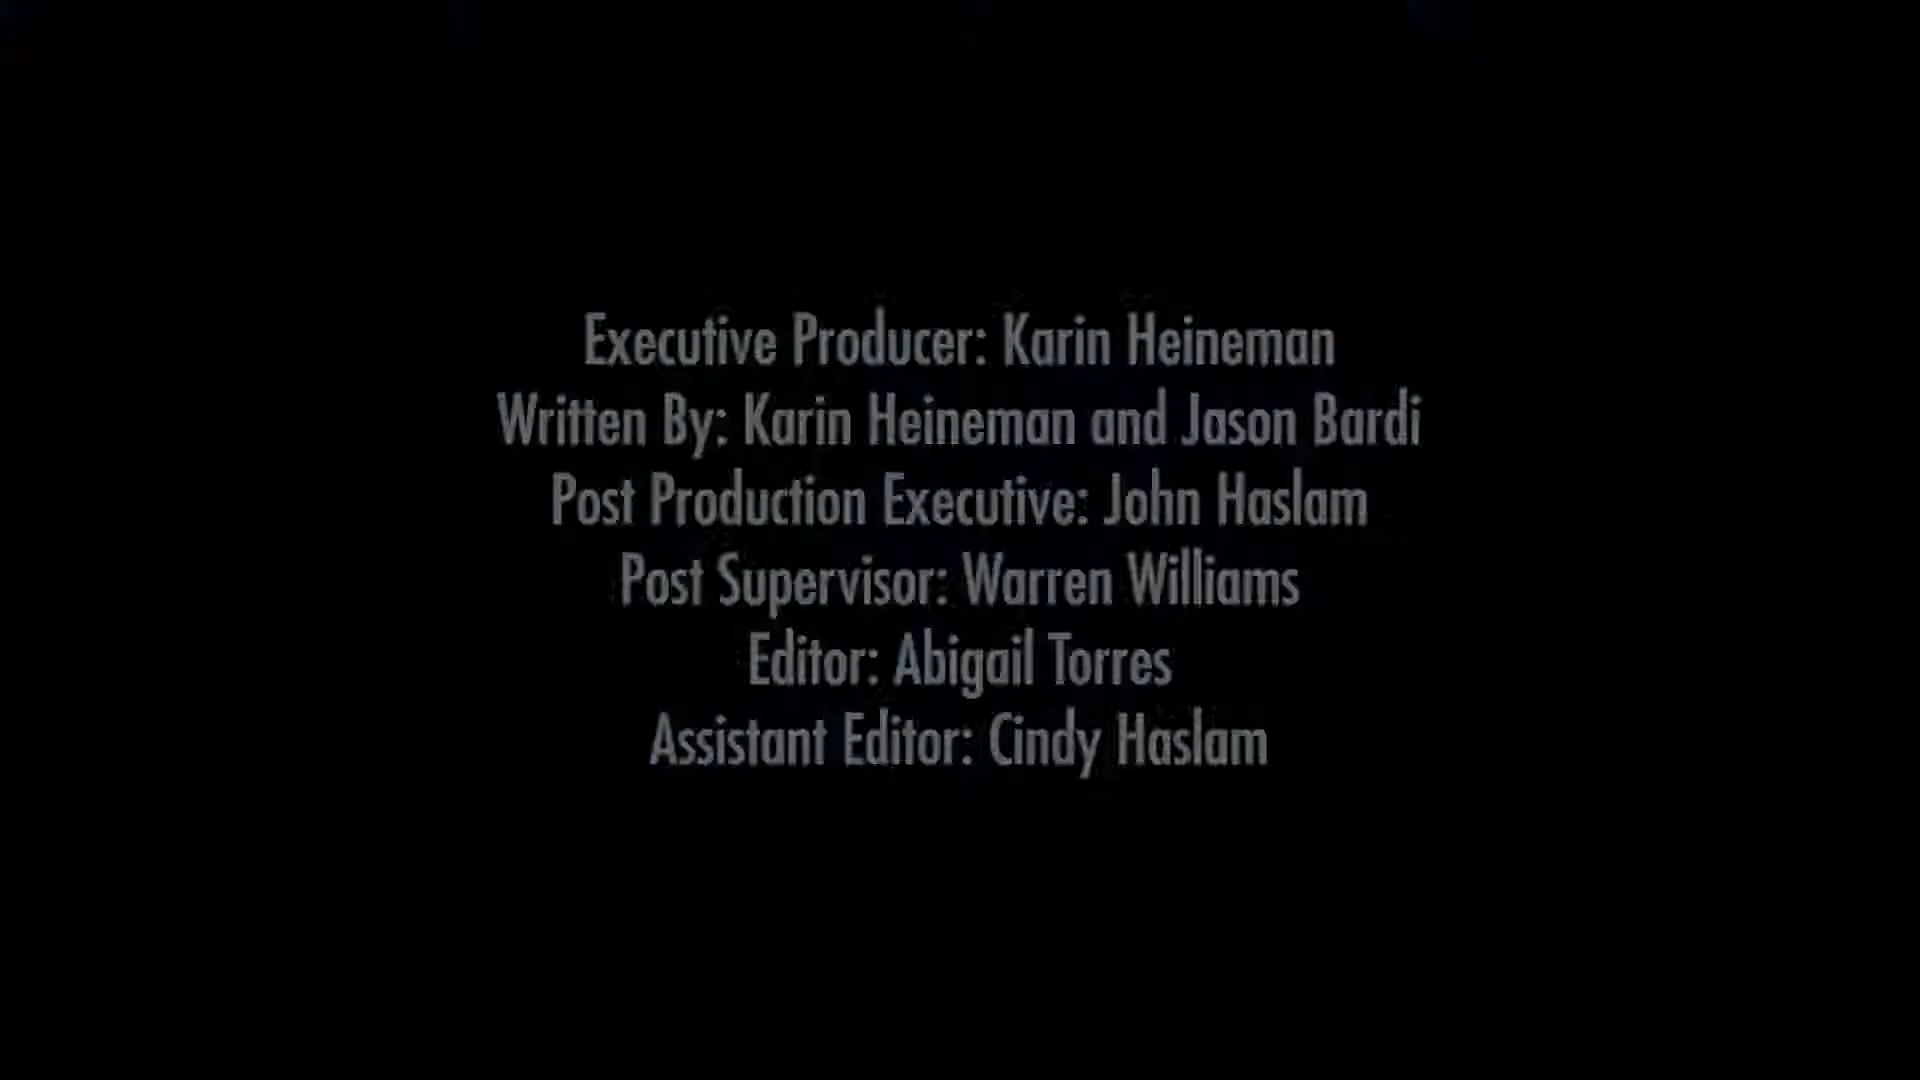 Executive Producer: Karin Heineman
Written By: Karin Heineman and Jason Bardi
Post Production Executive: John Haslam
Post Supervisor: Warren Williams
Editor: Abigail Torres
Assistant Editor: Cindy Haslam